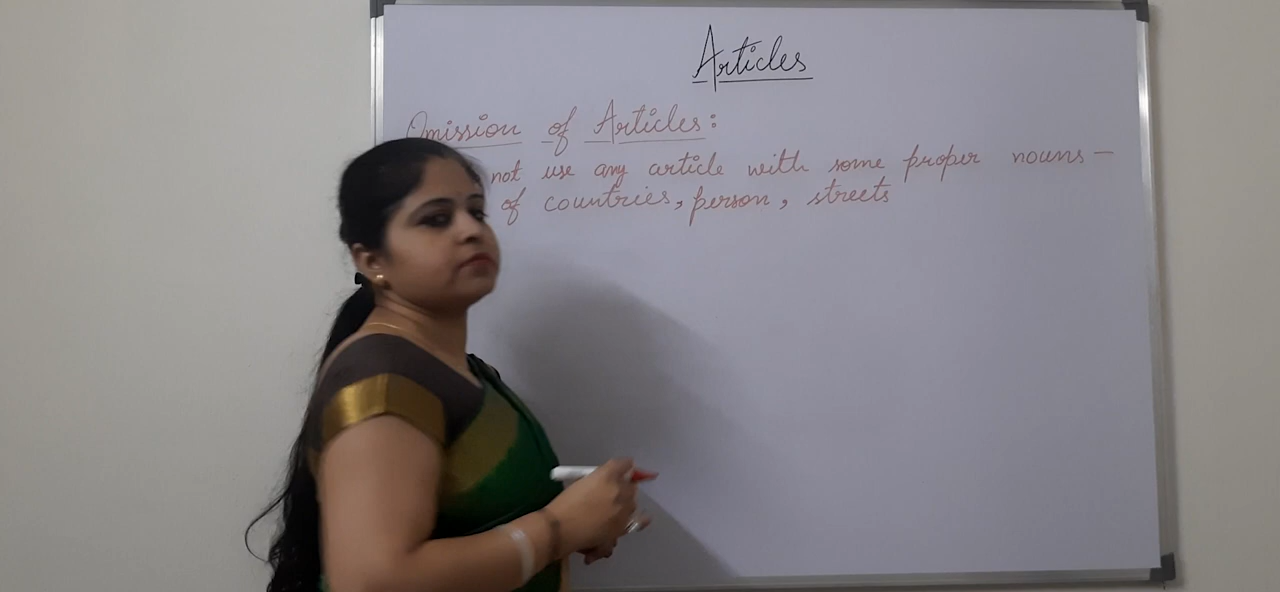 Articles
Omission of Articles:
not use any article with some proper nouns -
of countries, person, streets